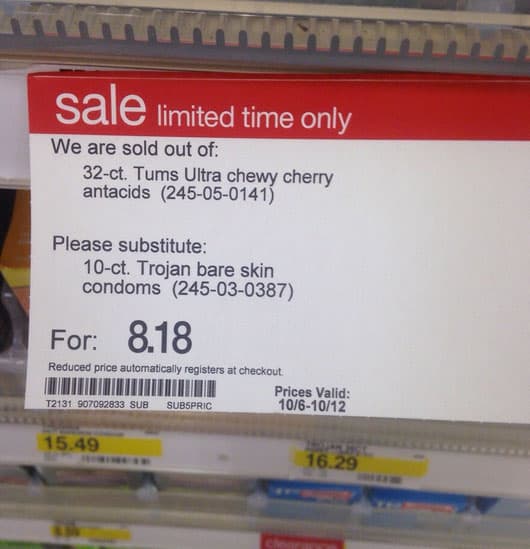 sale limited time only
We are sold out of:
32-ct. Tums Ultra chewy cherry
antacids (245-05-0141)
Please substitute:
10-ct. Trojan bare skin
condoms (245-03-0387)
For: 8.18
Reduced price automatically registers at checkout.
T2131 907092833 SUB SUB5PRIC
Prices Valid:
10/6-10/12
15.49
16.29
clearance